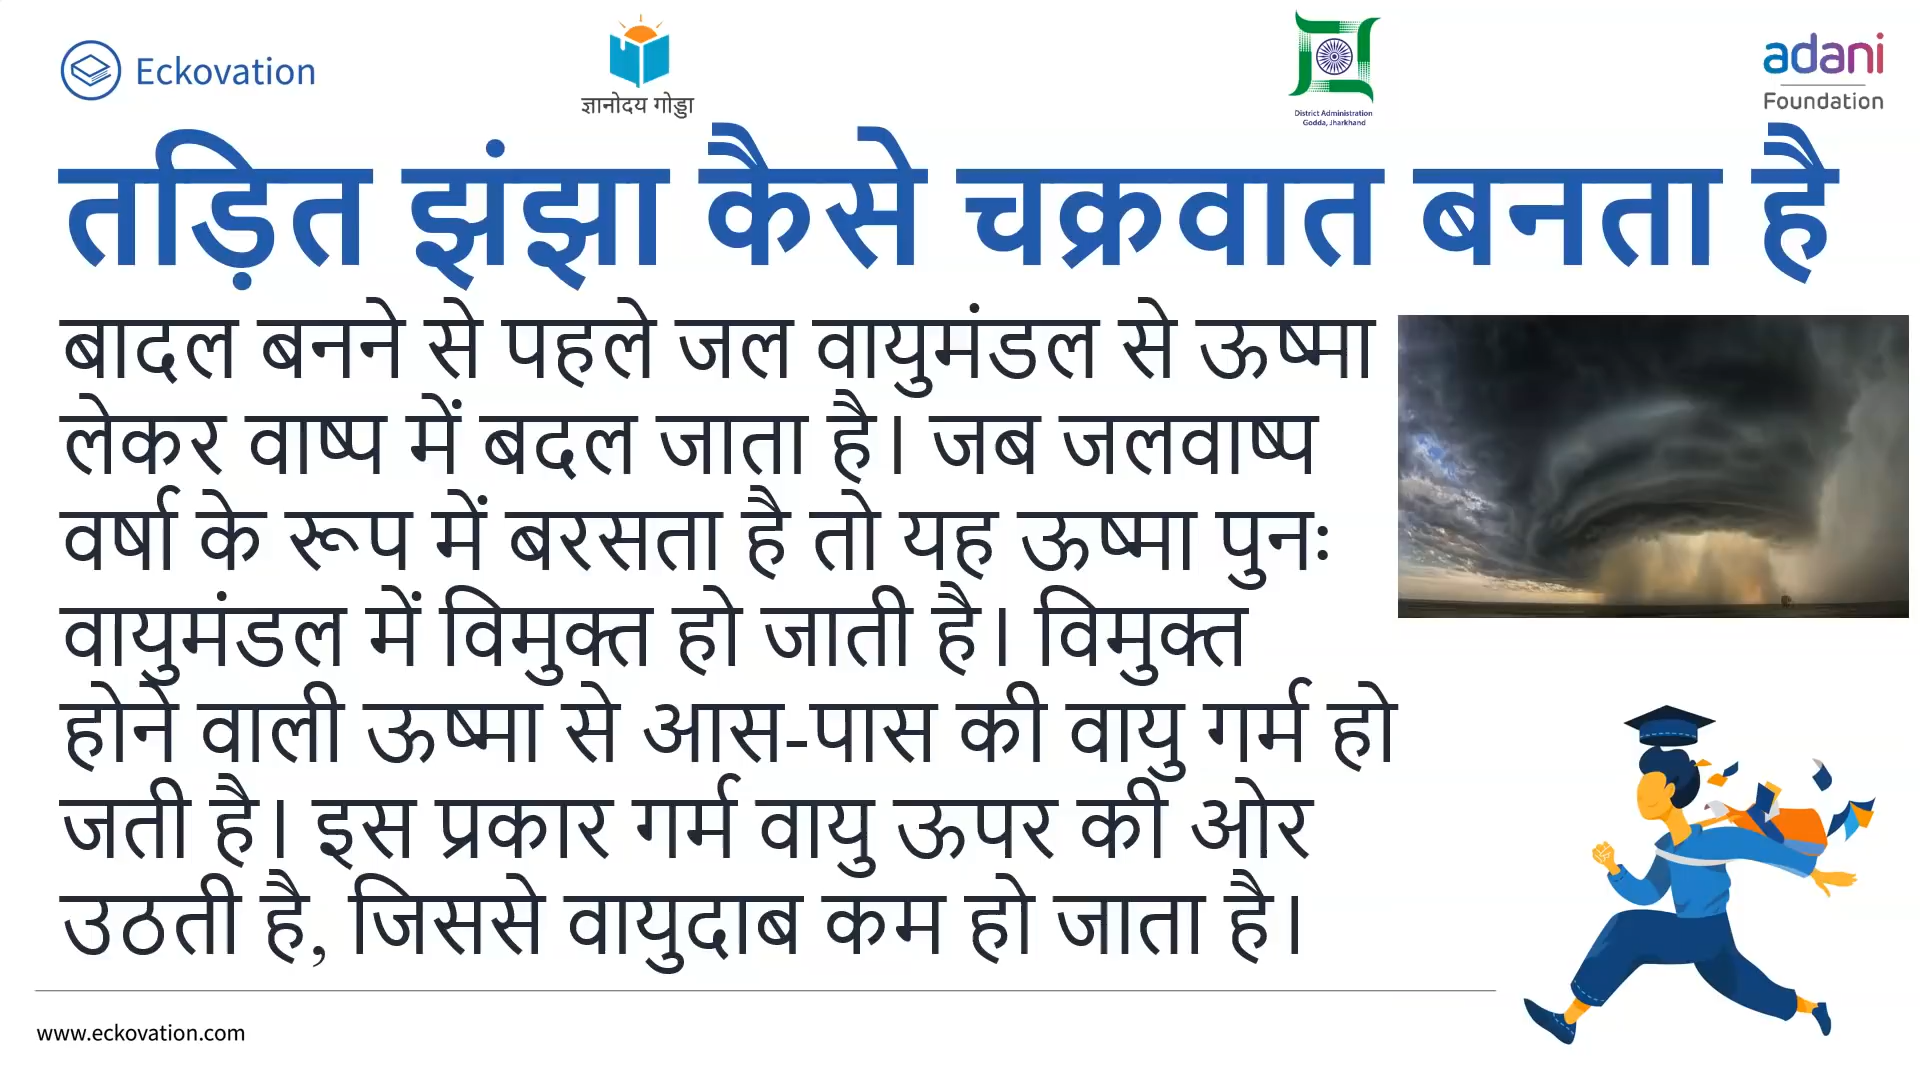 Eckovation
ज्ञानोदय गोड्डा
District Administration
Godda, Jharkhand
adani
Foundation
तड़ित झंझा कैसे चक्रवात बनता है
बादल बनने से पहले जल वायुमंडल से ऊष्मा
लेकर वाष्प में बदल जाता है। जब जलवाष्प
वर्षा के रूप में बरसता है तो यह ऊष्मा पुनः
वायुमंडल में विमुक्त हो जाती है। विमुक्त
होने वाली ऊष्मा से आस-पास की वायु गर्म हो
जती है। इस प्रकार गर्म वायु ऊपर की ओर
उठती है, जिससे वायुदाब कम हो जाता है।
www.eckovation.com